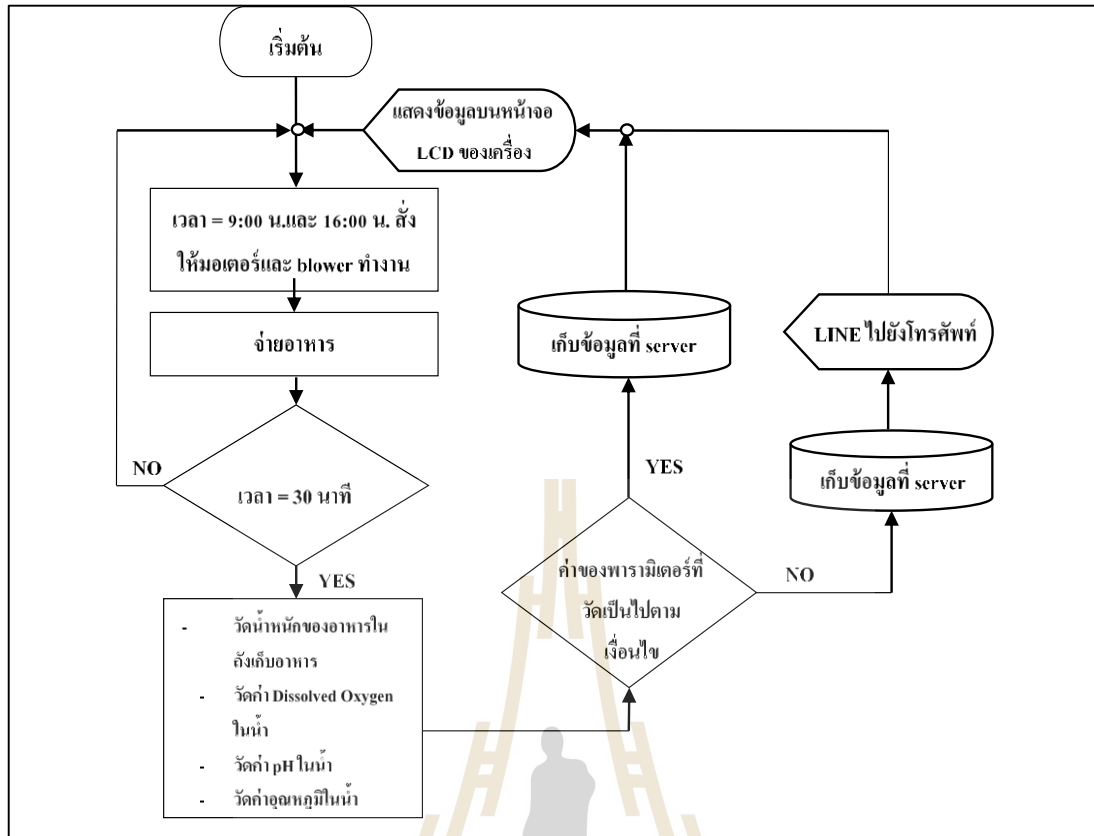 เริ่มต้น
แสดงข้อมูลบนหน้าจอ
LCD ของเครื่อง
เวลา = 9:00 น.และ 16:00 น. สั่ง
ให้มอเตอร์และ blower ทำงาน
จ่ายอาหาร
NO
เวลา = 30 นาที
YES
- วัดน้ำหนักของอาหารใน
ถังเก็บอาหาร
- วัดค่า Dissolved Oxygen
ในน้ำ
- วัดค่า pH ในน้ำ
- วัดค่าอุณหภูมิในน้ำ
ค่าของพารามิเตอร์ที่
วัดเป็นไปตาม
เงื่อนไข
YES
เก็บข้อมูลที่ server
NO
เก็บข้อมูลที่ server
LINE ไปยังโทรศัพท์